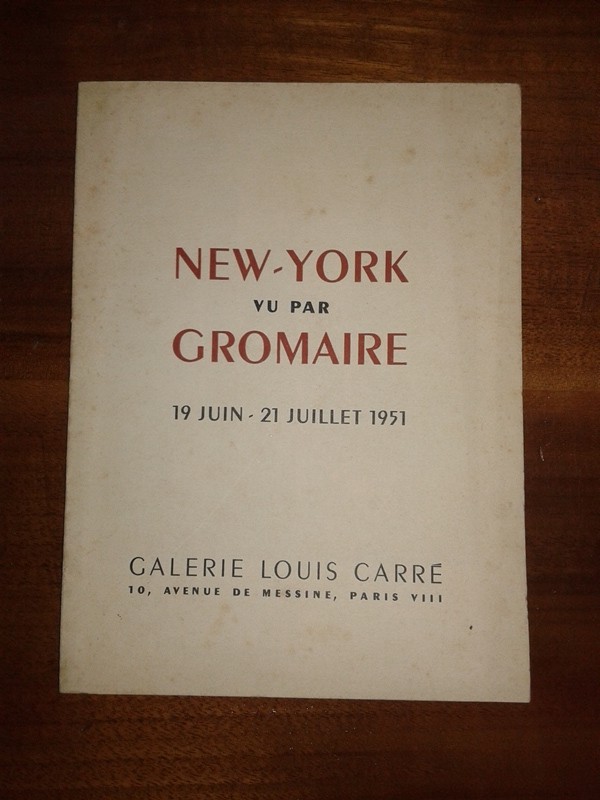 NEW-YORK
VU PAR
GROMAIRE
19 JUIN - 21 JUILLET 1951
GALERIE LOUIS CARRÉ
10, AVENUE DE MESSINE, PARIS VIII